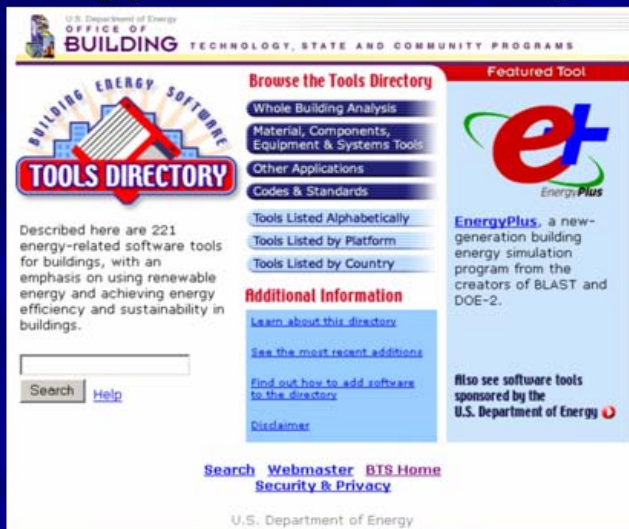 U.S. Department of Energy
OFFICE OF
BUILDING TECHNOLOGY, STATE AND COMMUNITY PROGRAMS
BUILDING ENERGY SOFTWARE
TOOLS DIRECTORY
Described here are 221
energy-related software tools
for buildings, with an
emphasis on using renewable
energy and achieving energy
efficiency and sustainability in
buildings.
Search Help
Browse the Tools Directory
Whole Building Analysis
Material, Components,
Equipment & Systems Tools
Other Applications
Codes & Standards
Tools Listed Alphabetically
Tools Listed by Platform
Tools Listed by Country
Additional Information
Learn about this directory
See the most recent additions
Find out how to add software
to the directory
Disclaimer
Featured Tool
e+
EnergyPlus
EnergyPlus, a new-
generation building
energy simulation
program from the
creators of BLAST and
DOE-2.
Also see software tools
sponsored by the
U.S. Department of Energy
Search Webmaster BTS Home
Security & Privacy
U.S. Department of Energy